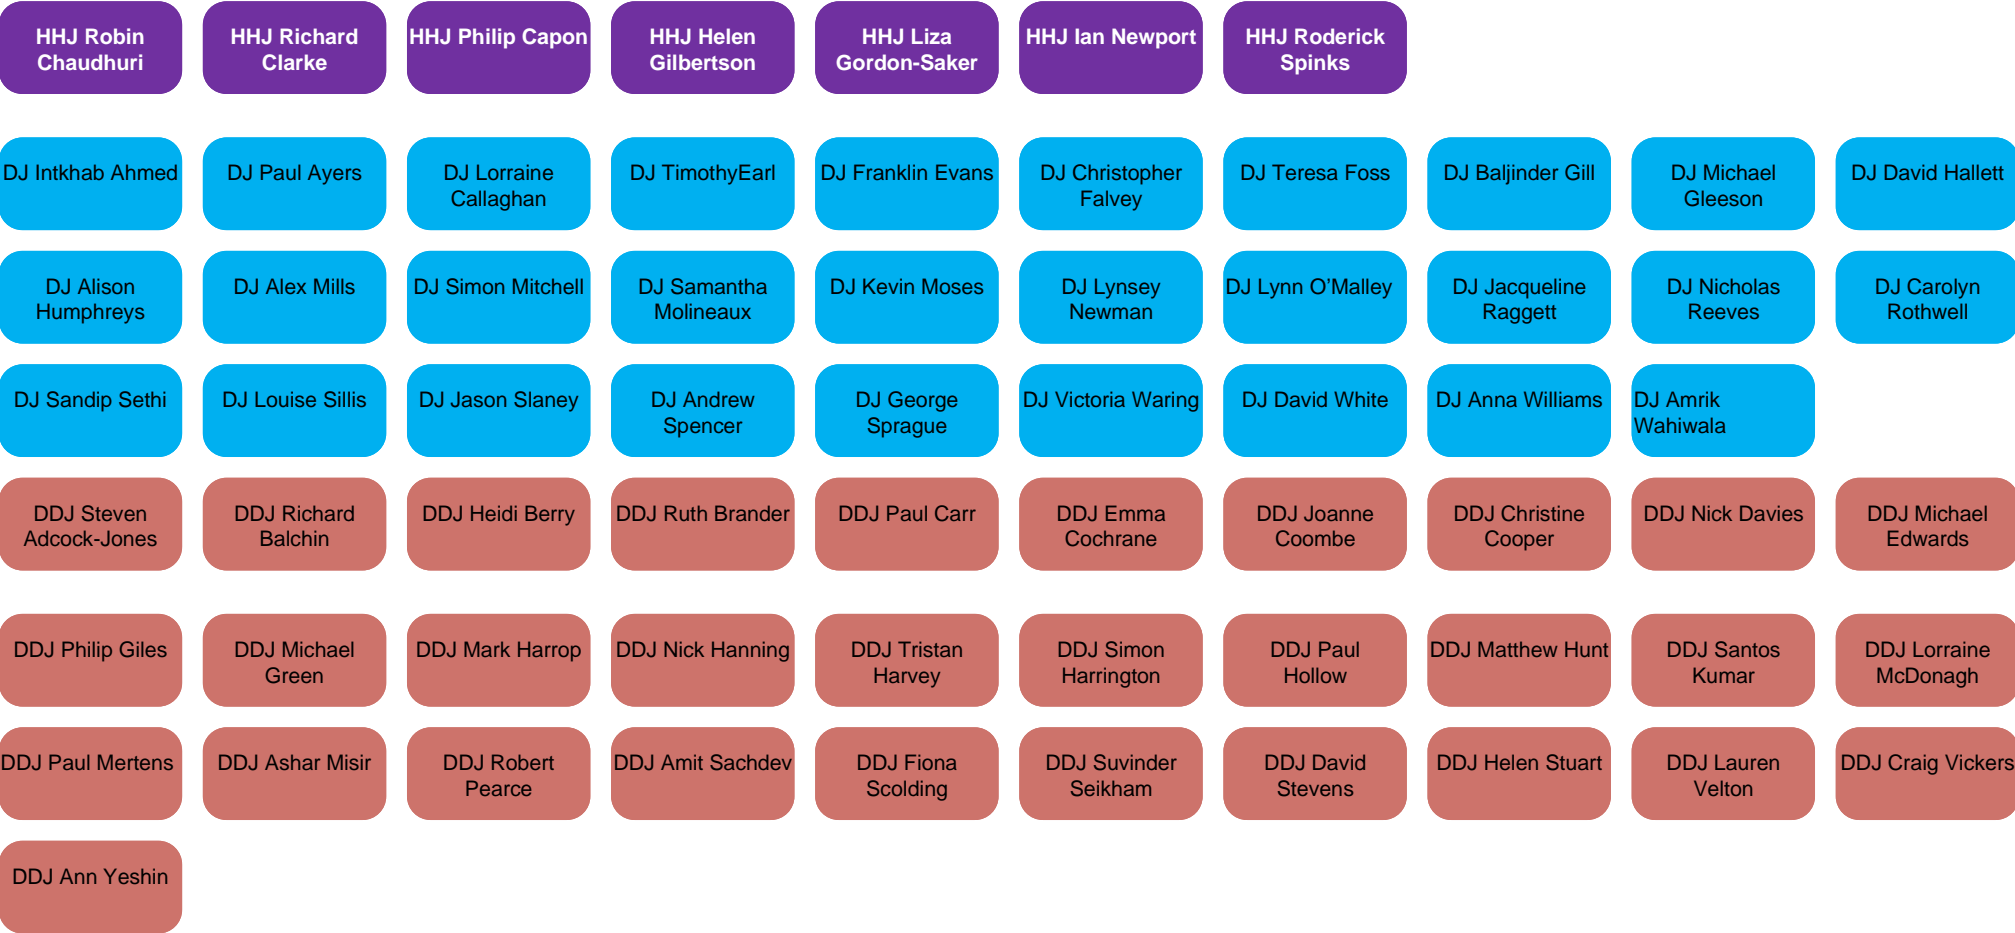 HHJ Robin
Chaudhuri
HHJ Richard
Clarke
HHJ Philip Capon
HHJ Helen
Gilbertson
HHJ Liza
Gordon-Saker
HHJ Ian Newport
HHJ Roderick
Spinks
DJ Intkhab Ahmed
DJ Paul Ayers
DJ Lorraine
Callaghan
DJ TimothyEarl
DJ Franklin Evans
DJ Christopher
Falvey
DJ Teresa Foss
DJ Baljinder Gill
DJ Michael
Gleeson
DJ David Hallett
DJ Alison
Humphreys
DJ Alex Mills
DJ Simon Mitchell
DJ Samantha
Molineaux
DJ Kevin Moses
DJ Lynsey
Newman
DJ Lynn O’Malley
DJ Jacqueline
Raggett
DJ Nicholas
Reeves
DJ Carolyn
Rothwell
DJ Sandip Sethi
DJ Louise Sillis
DJ Jason Slaney
DJ Andrew
Spencer
DJ George
Sprague
DJ Victoria Waring
DJ David White
DJ Anna Williams
DJ Amrik
Wahiwala
DDJ Steven
Adcock-Jones
DDJ Richard
Balchin
DDJ Heidi Berry
DDJ Ruth Brander
DDJ Paul Carr
DDJ Emma
Cochrane
DDJ Joanne
Coombe
DDJ Christine
Cooper
DDJ Nick Davies
DDJ Michael
Edwards
DDJ Philip Giles
DDJ Michael
Green
DDJ Mark Harrop
DDJ Nick Hanning
DDJ Tristan
Harvey
DDJ Simon
Harrington
DDJ Paul
Hollow
DDJ Matthew Hunt
DDJ Santos
Kumar
DDJ Lorraine
McDonagh
DDJ Paul Mertens
DDJ Ashar Misir
DDJ Robert
Pearce
DDJ Amit Sachdev
DDJ Fiona
Scolding
DDJ Suvinder
Seikham
DDJ David
Stevens
DDJ Helen Stuart
DDJ Lauren
Velton
DDJ Craig Vickers
DDJ Ann Yeshin